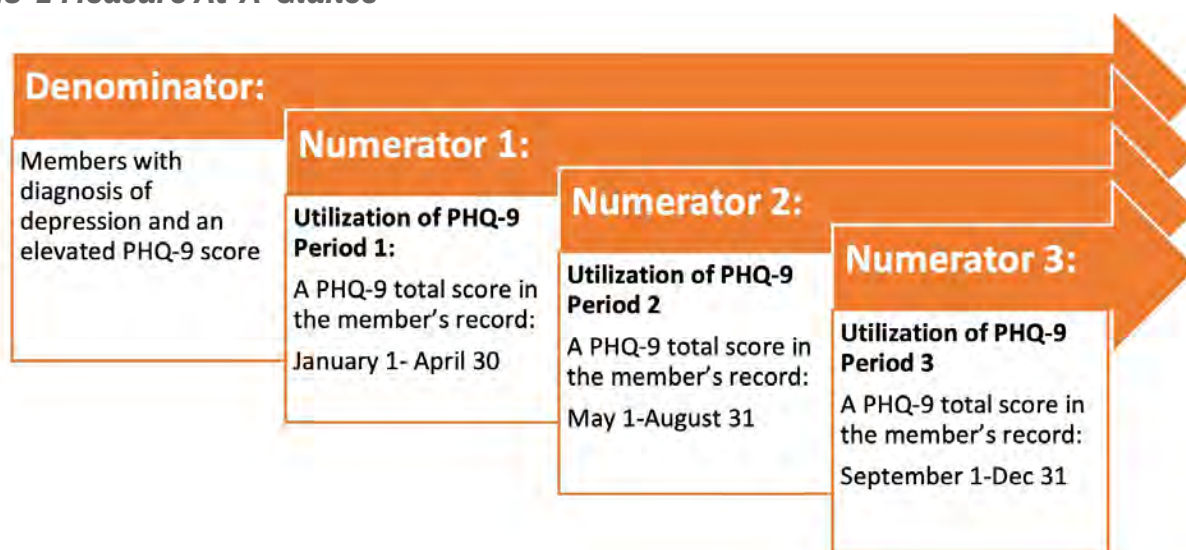 Measure At-A-Glance
Denominator:
Members with
diagnosis of
depression and an
elevated PHQ-9 score
Numerator 1:
Utilization of PHQ-9
Period 1:
A PHQ-9 total score in
the member's record:
January 1- April 30
Numerator 2:
Utilization of PHQ-9
Period 2
A PHQ-9 total score in
the member's record:
May 1-August 31
Numerator 3:
Utilization of PHQ-9
Period 3
A PHQ-9 total score in
the member's record:
September 1-Dec 31